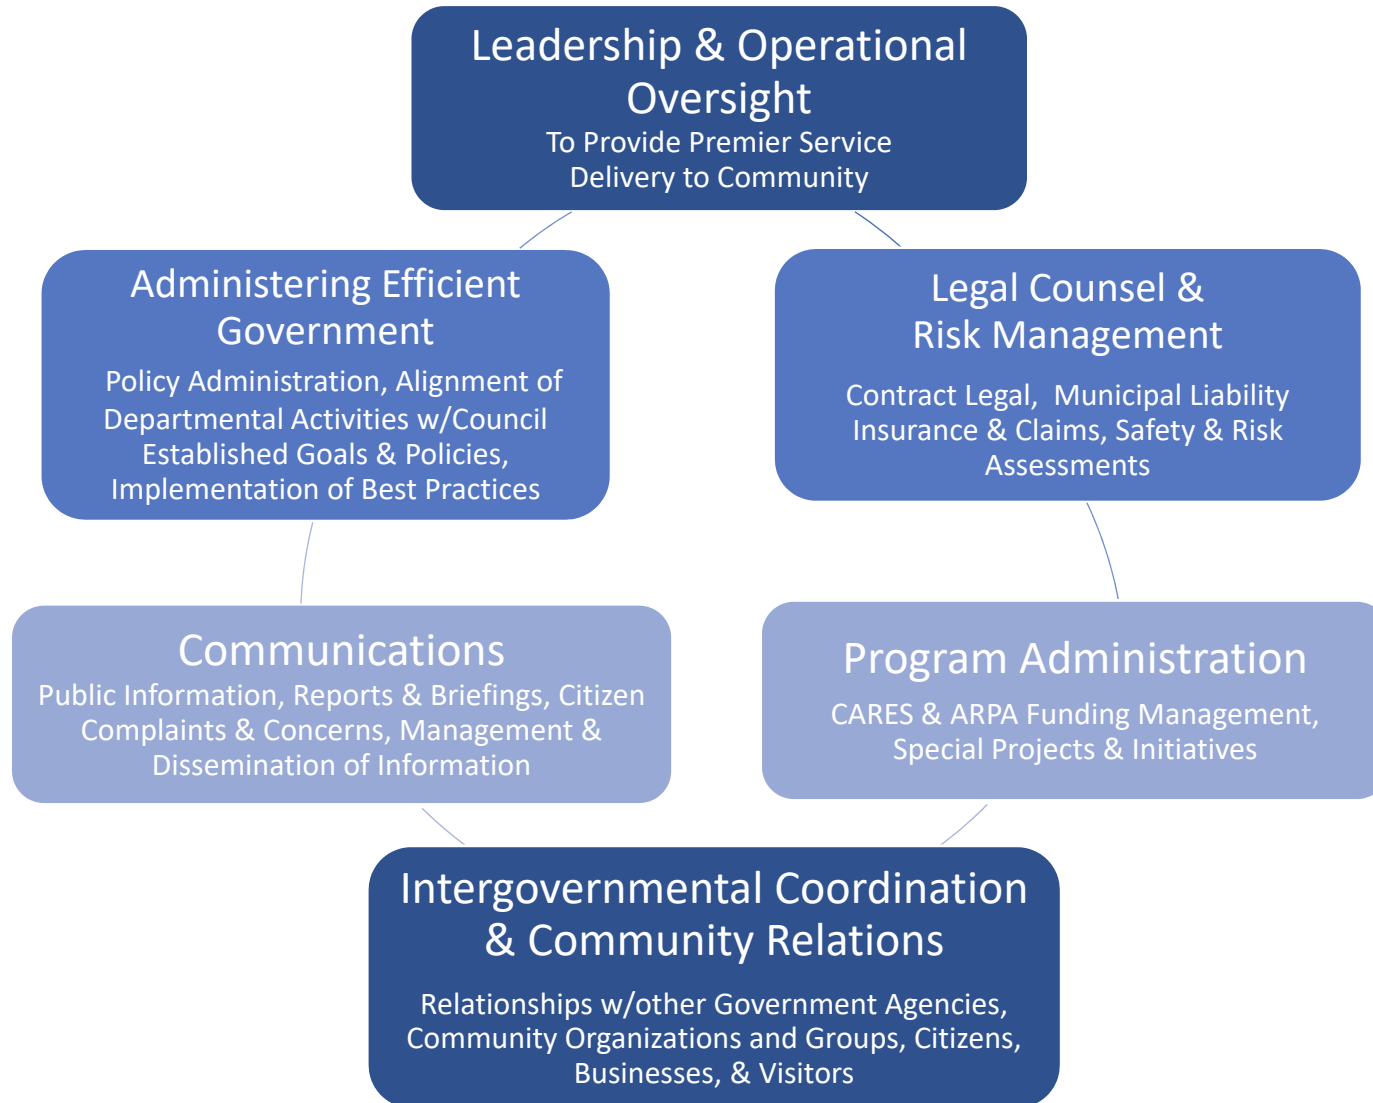 Leadership & Operational
Oversight
To Provide Premier Service
Delivery to Community
Administering Efficient
Government
Policy Administration, Alignment of
Departmental Activities w/Council
Established Goals & Policies,
Implementation of Best Practices
Legal Counsel &
Risk Management
Contract Legal, Municipal Liability
Insurance & Claims, Safety & Risk
Assessments
Communications
Public Information, Reports & Briefings, Citizen
Complaints & Concerns, Management &
Dissemination of Information
Program Administration
CARES & ARPA Funding Management,
Special Projects & Initiatives
Intergovernmental Coordination
& Community Relations
Relationships w/other Government Agencies,
Community Organizations and Groups, Citizens,
Businesses, & Visitors